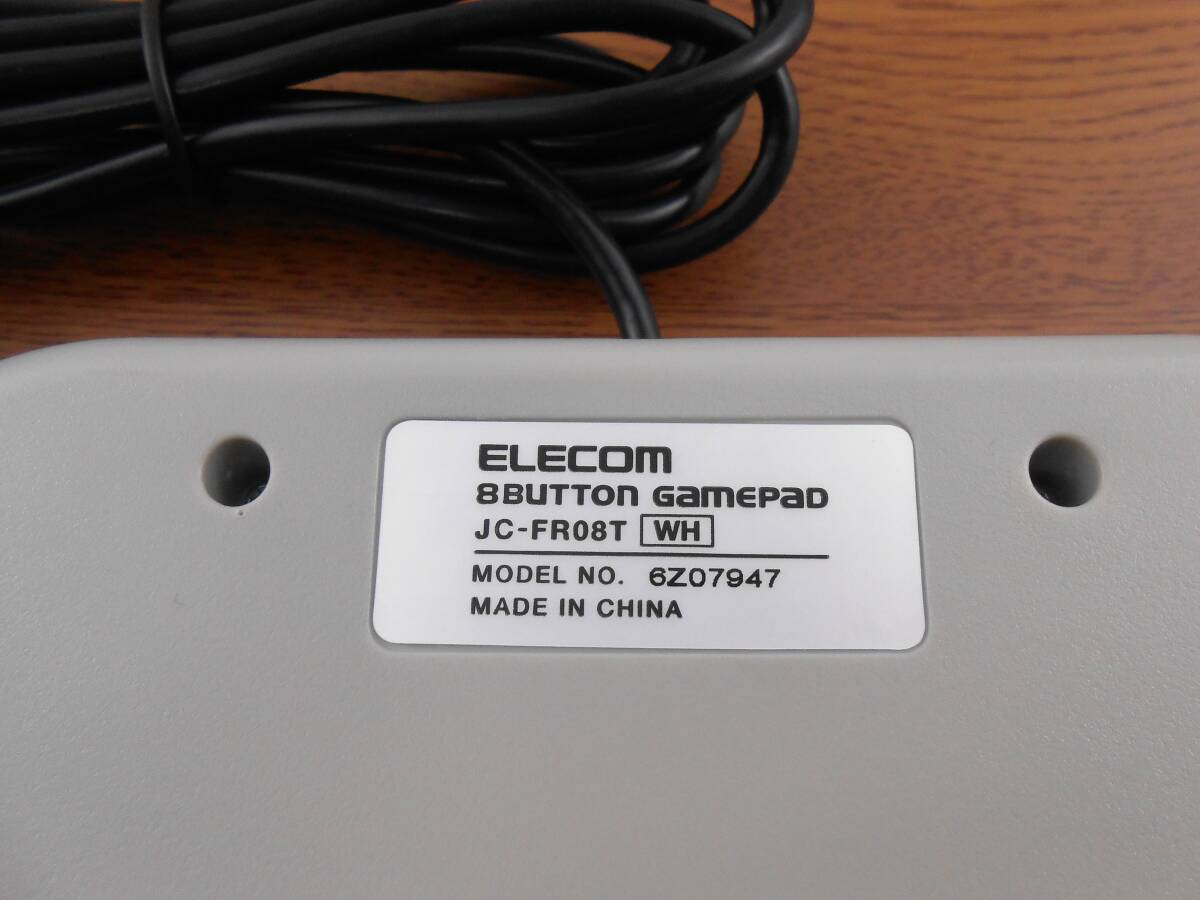 ELECOM
8BUTTON GAMEPAD
JC-FR08T WH
MODEL NO. 6Z07947
MADE IN CHINA